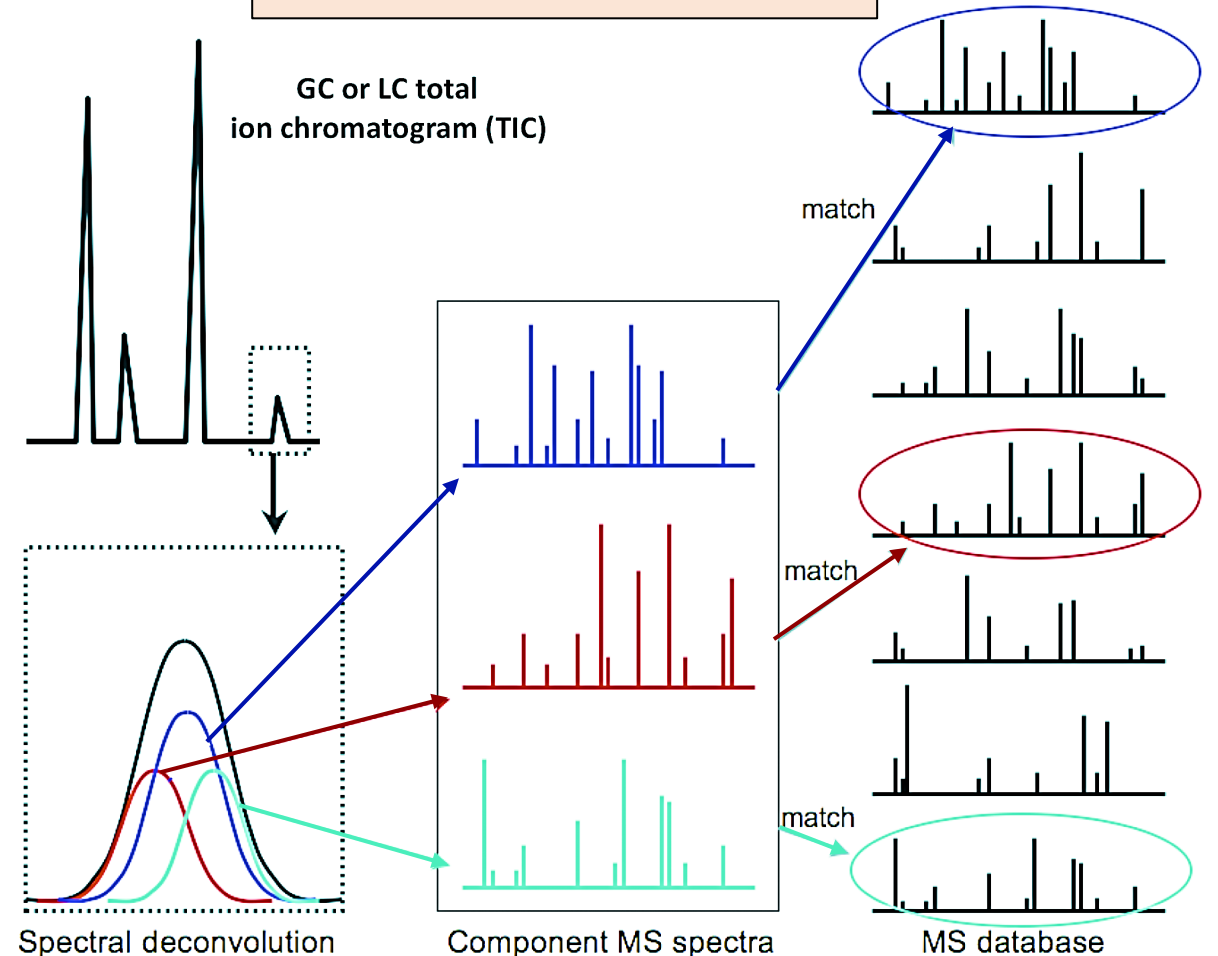 GC or LC total
ion chromatogram (TIC)
match
match
match
Spectral deconvolution
Component MS spectra
MS database